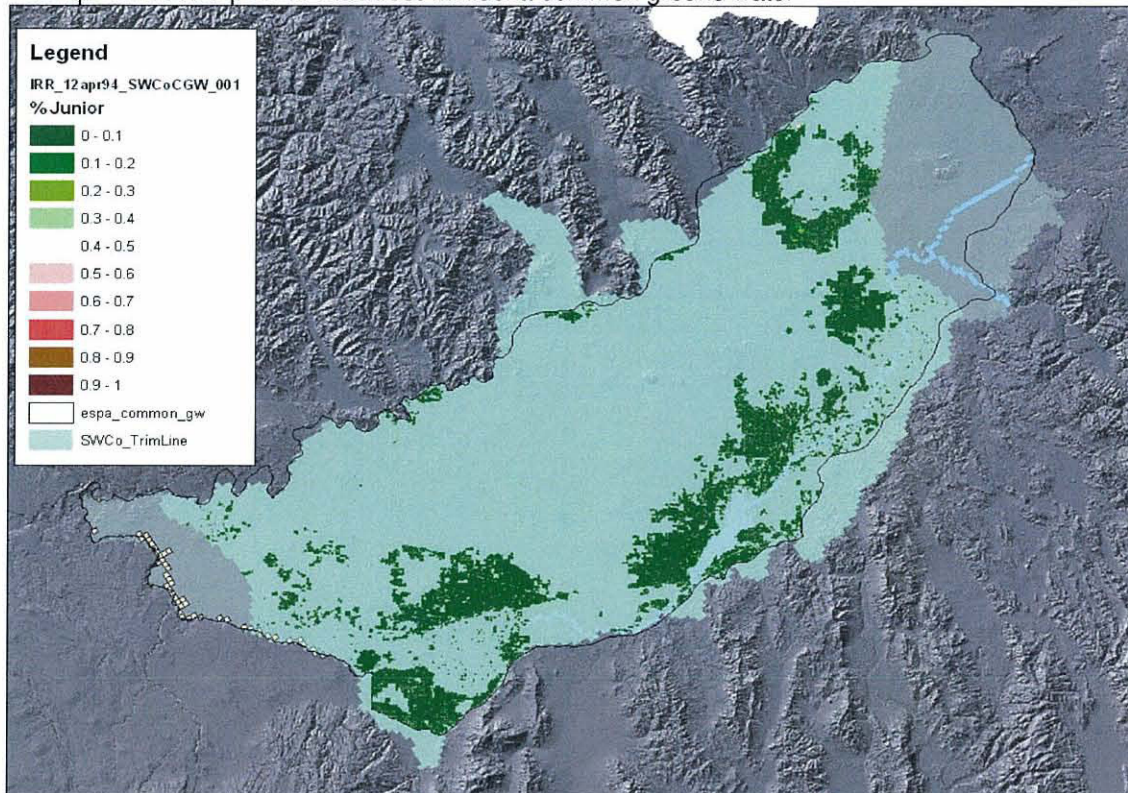 Legend
IRR_12apr94_SWCoCGW_001
% Junior
0 - 0.1
0.1 - 0.2
0.2 - 0.3
0.3 - 0.4
0.4 - 0.5
0.5 - 0.6
0.6 - 0.7
0.7 - 0.8
0.8 - 0.9
0.9 - 1
espa_common_gw
SWCo_TrimLine